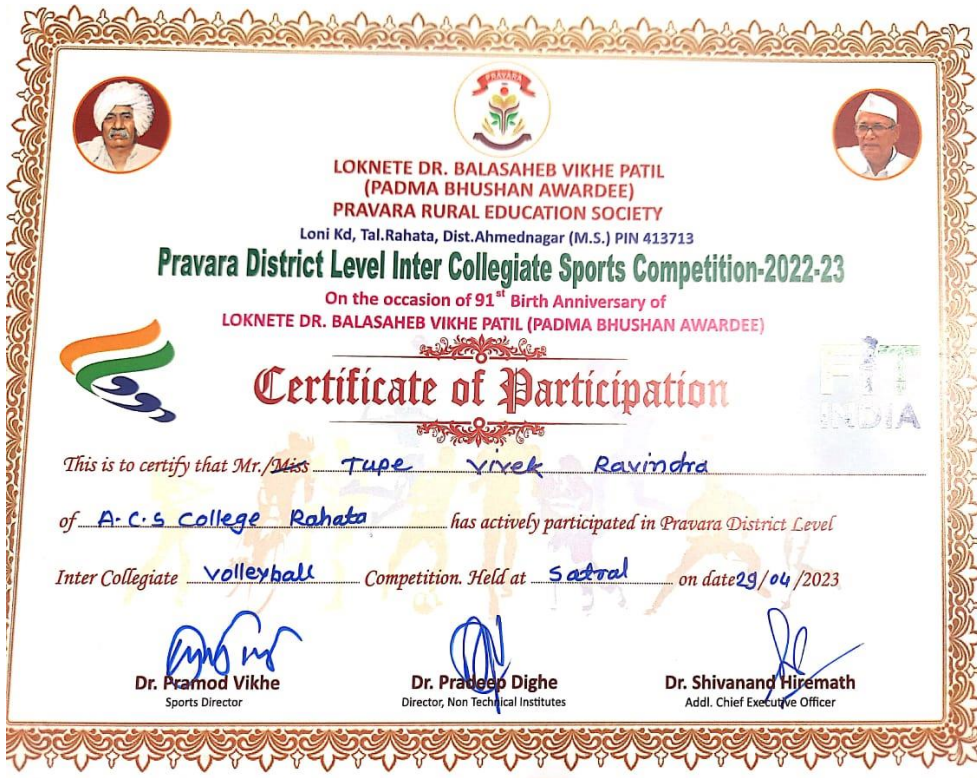 PRAVARA
LOKNETE DR. BALASAHEB VIKHE PATIL
(PADMA BHUSHAN AWARDEE)
PRAVARA RURAL EDUCATION SOCIETY
Loni Kd, Tal.Rahata, Dist.Ahmednagar (M.S.) PIN 413713
Pravara District Level Inter Collegiate Sports Competition-2022-23
On the occasion of 91st Birth Anniversary of
LOKNETE DR. BALASAHEB VIKHE PATIL (PADMA BHUSHAN AWARDEE)
FIT
INDIA
Certificate of Participation
This is to certify that Mr./Miss Tupe Vivek Ravindra
of A.C.S College Rahata has actively participated in Pravara District Level
Inter Collegiate Volleyball Competition. Held at Satral on date 29/04/2023
Dr. Pramod Vikhe Dr. Pradeep Dighe Dr. Shivanand Hiremath
Sports Director Director, Non Technical Institutes Addl. Chief Executive Officer